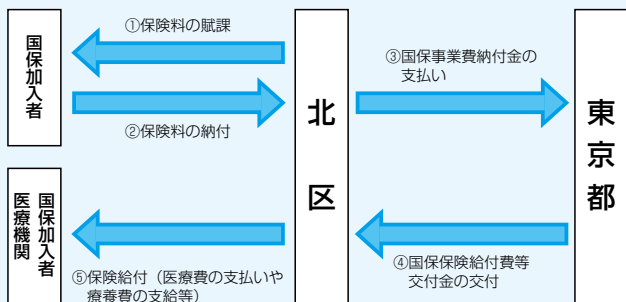 国保加入者
①保険料の賦課
②保険料の納付
北区
③国保事業費納付金の
支払い
東京都
④国保保険給付費等
交付金の交付
国保加入者
医療機関
⑤保険給付（医療費の支払いや
療養費の支給等）